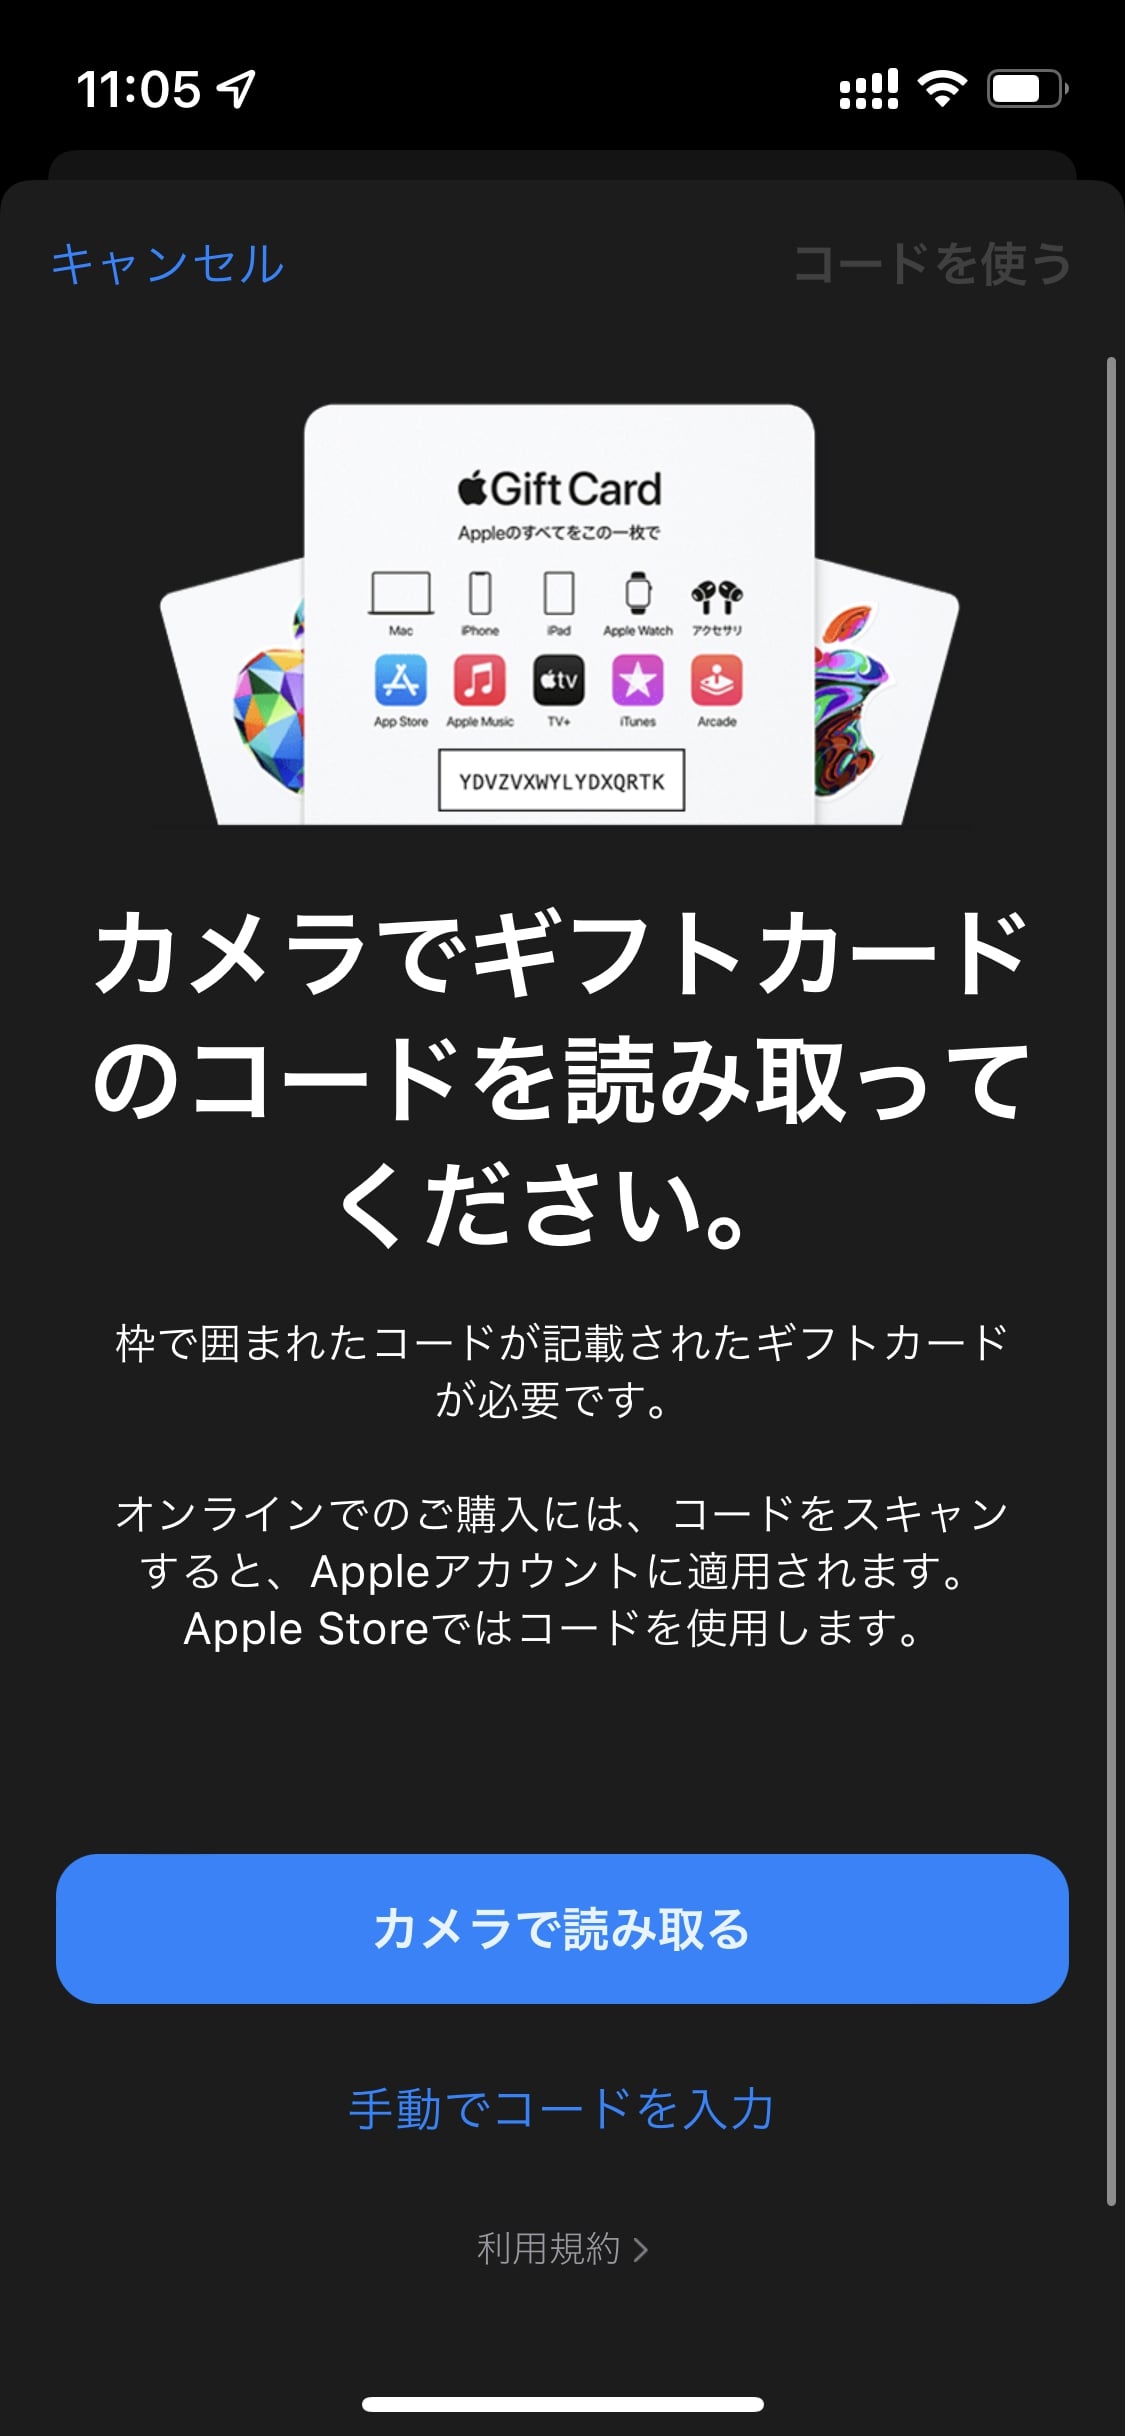 11:05
キャンセル
コードを使う
Gift Card
Appleのすべてをこの一枚で
Mac
iPhone
iPad
Apple Watch
アクセサリ
tv
App Store
Apple Music
TV+
iTunes
Arcade
YDVZVXWYLYDXQRTK
カメラでギフトカード
のコードを読み取って
ください。
枠で囲まれたコードが記載されたギフトカード
が必要です。
オンラインでのご購入には、コードをスキャン
すると、Appleアカウントに適用されます。
Apple Storeではコードを使用します。
カメラで読み取る
手動でコードを入力
利用規約 >